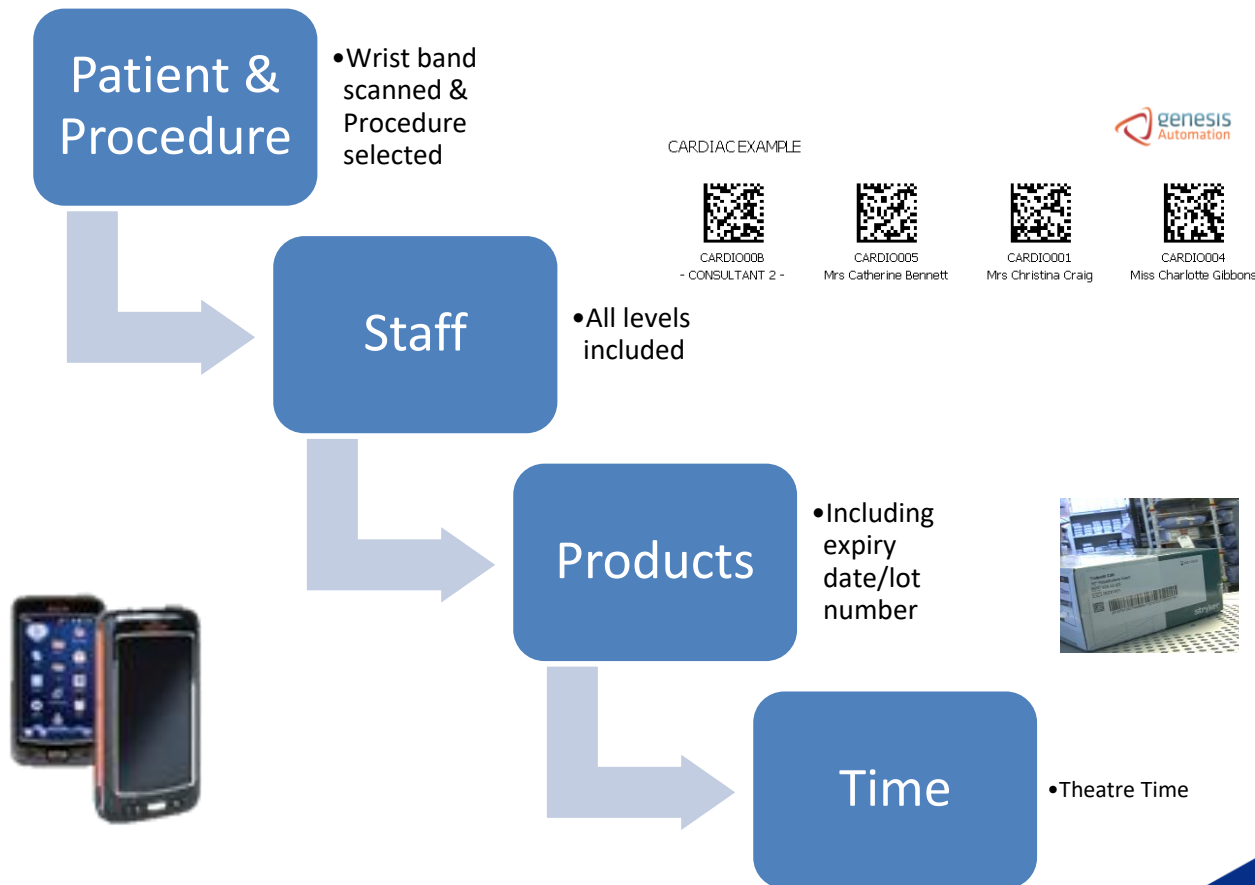 Patient &
Procedure
•Wrist band
scanned &
Procedure
selected
genesis
Automation
CARDIAC EXAMPLE
CARDIO00B
- CONSULTANT 2 -
CARDIO005
Mrs Catherine Bennett
CARDIO001
Mrs Christina Craig
CARDIO004
Miss Charlotte Gibbons
Staff
•All levels
included
Products
•Including
expiry
date/lot
number
stryker
Time
•Theatre Time